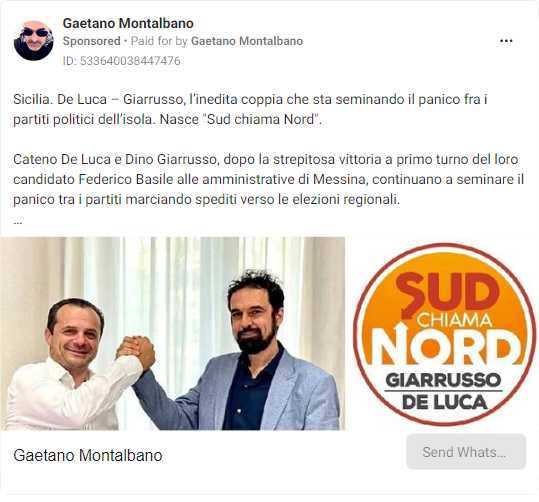 Gaetano Montalbano
Sponsored • Paid for by Gaetano Montalbano
ID: 533640038447476
Sicilia. De Luca – Giarrusso, l'inedita coppia che sta seminando il panico fra i
partiti politici dell'isola. Nasce "Sud chiama Nord".
Cateno De Luca e Dino Giarrusso, dopo la strepitosa vittoria a primo turno del loro
candidato Federico Basile alle amministrative di Messina, continuano a seminare il
panico tra i partiti marciando spediti verso le elezioni regionali.
...
SUD
CHIAMA
NORD
GIARRUSSO
DE LUCA
Gaetano Montalbano
Send Whats...